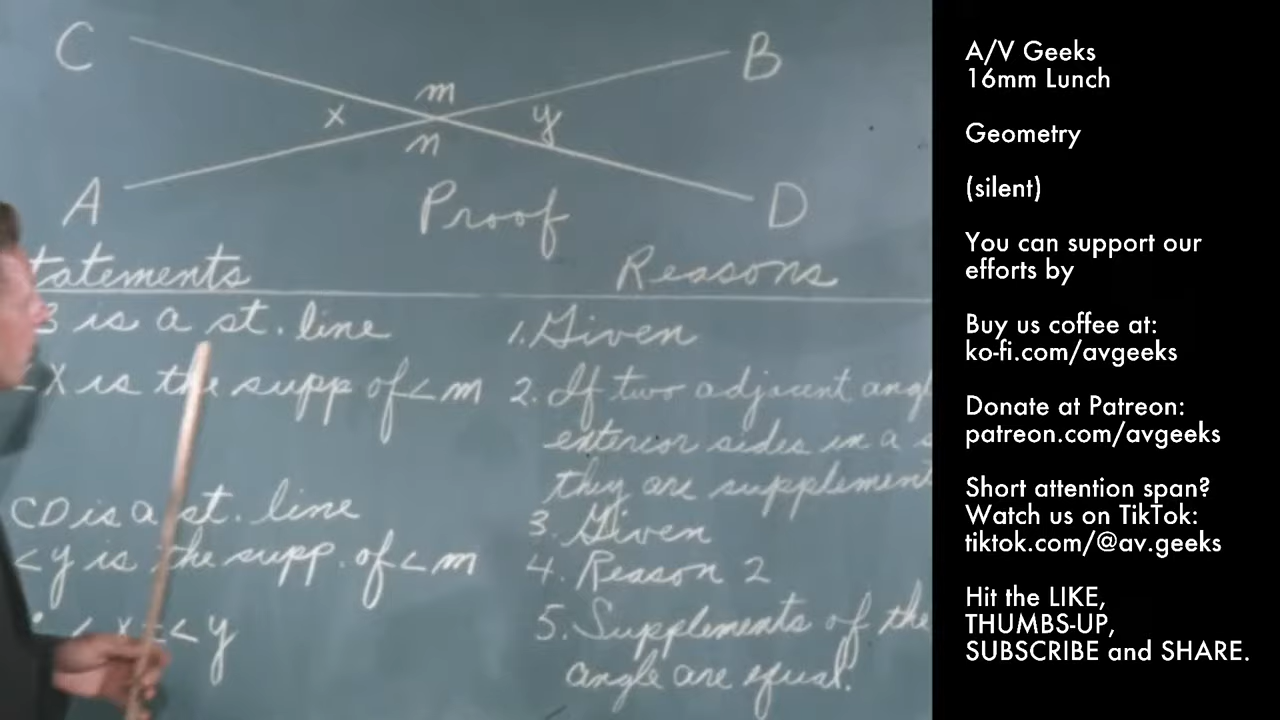 C
B
m
x
y
n
A
D
Proof
tatements
Reasons
B is a st. line
1. Given
<x is the supp of <m
2. If two adjacent angl
exterior sides in a s
they are supplement
CD is a st. line
3. Given
<y is the supp. of <m
4. Reason 2
<x = <y
5. Supplements of the
angle are equal.
A/V Geeks
16mm Lunch
Geometry
(silent)
You can support our
efforts by
Buy us coffee at:
ko-fi.com/avgeeks
Donate at Patreon:
patreon.com/avgeeks
Short attention span?
Watch us on TikTok:
tiktok.com/@av.geeks
Hit the LIKE,
THUMBS-UP,
SUBSCRIBE and SHARE.